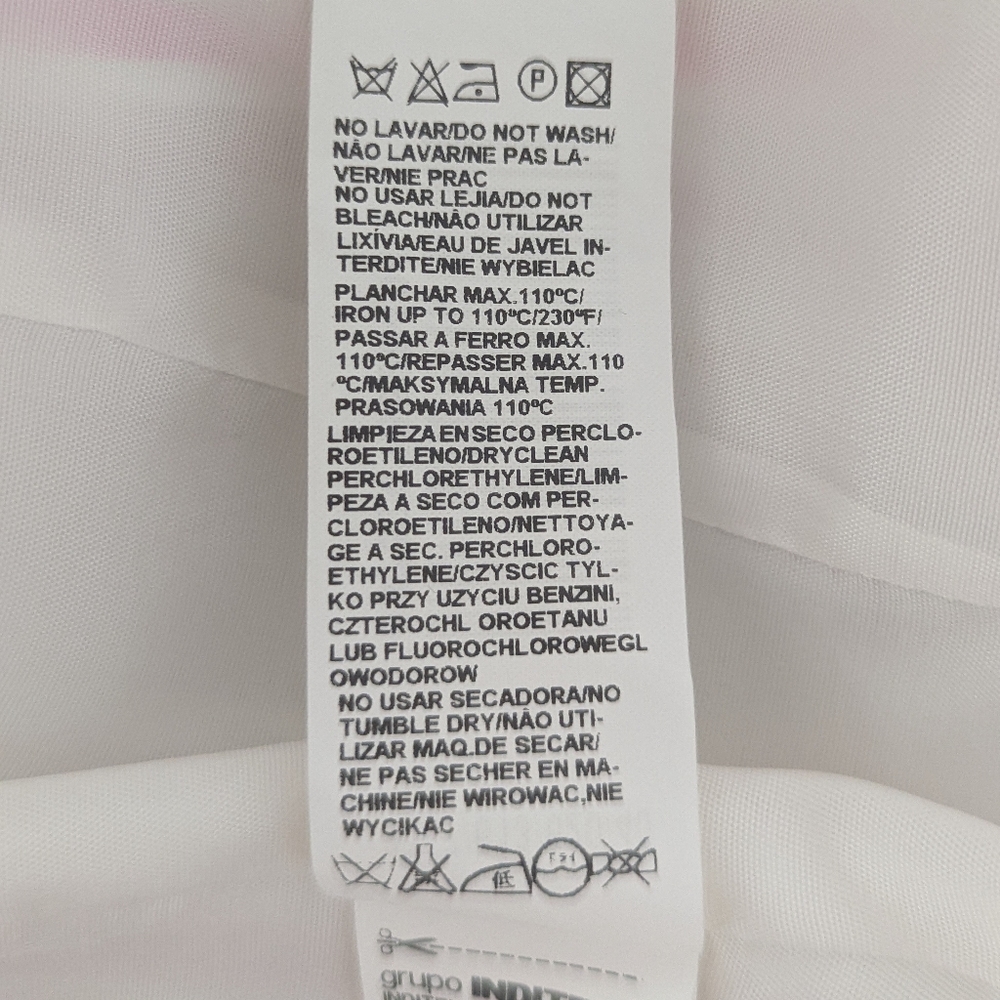 P
NO LAVAR/DO NOT WASH/
NÃO LAVAR/NE PAS LA-
VER/NIE PRAC
NO USAR LEJIA/DO NOT
BLEACH/NÃO UTILIZAR
LIXÍVIA/EAU DE JAVEL IN-
TERDITE/NIE WYBIELAC
PLANCHAR MAX.110ºC/
IRON UP TO 110ºC/230ºF/
PASSAR A FERRO MAX.
110ºC/REPASSER MAX.110
ºC/MAKSYMALNA TEMP.
PRASOWANIA 110ºC
LIMPIEZA EN SECO PERCLO-
ROETILENO/DRYCLEAN
PERCHLORETHYLENE/LIM-
PEZA A SECO COM PER-
CLOROETILENO/NETTOYA-
GE A SEC. PERCHLORO-
ETHYLENE/CZYSCIC TYL-
KO PRZY UZYCIU BENZINI,
CZTEROCHL OROETANU
LUB FLUOROCHLOROWEGL
OWODOROW
NO USAR SECADORA/NO
TUMBLE DRY/NÃO UTI-
LIZAR MAQ.DE SECAR/
NE PAS SECHER EN MA-
CHINE/NIE WIROWAC,NIE
WYCIKAC
低
grupo